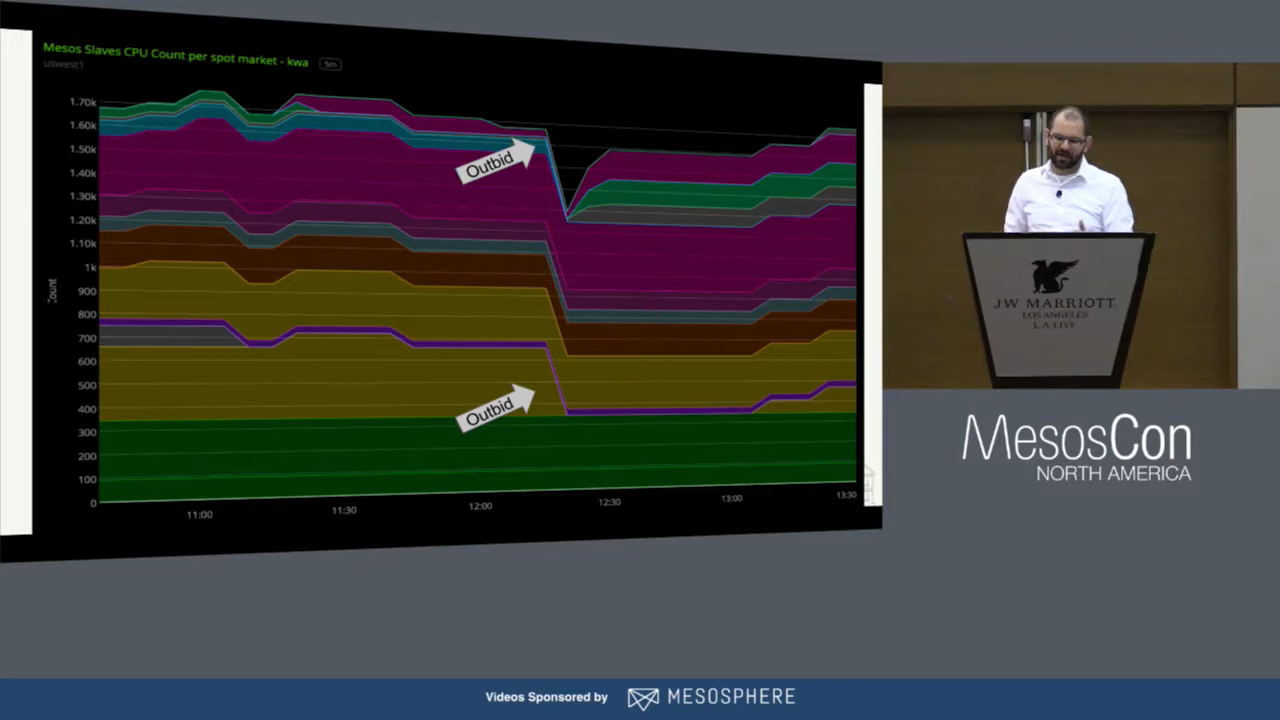 Mesos Slaves CPU Count per spot market - kwa 5m
uswest1
1.70k
1.60k
1.50k
1.40k
1.30k
1.20k
1.10k
1k
900
800
700
600
500
400
300
200
100
0
Count
11:00
11:30
12:00
12:30
13:00
13:30
Outbid
Outbid
JW MARRIOTT
LOS ANGELES
L.A. LIVE
MesosCon
NORTH AMERICA
Videos Sponsored by
MESOSPHERE